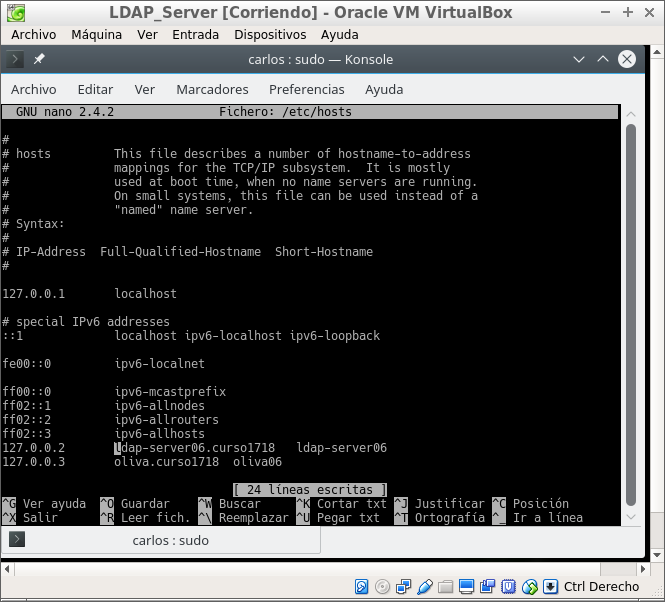 LDAP_Server [Corriendo] - Oracle VM VirtualBox
Archivo Máquina Ver Entrada Dispositivos Ayuda
carlos : sudo — Konsole
Archivo Editar Ver Marcadores Preferencias Ayuda
GNU nano 2.4.2 Fichero: /etc/hosts
#
# hosts This file describes a number of hostname-to-address
# mappings for the TCP/IP subsystem. It is mostly
# used at boot time, when no name servers are running.
# On small systems, this file can be used instead of a
# "named" name server.
# Syntax:
#
# IP-Address Full-Qualified-Hostname Short-Hostname
#
127.0.0.1 localhost
# special IPv6 addresses
::1 localhost ipv6-localhost ipv6-loopback
fe00::0 ipv6-localnet
ff00::0 ipv6-mcastprefix
ff02::1 ipv6-allnodes
ff02::2 ipv6-allrouters
ff02::3 ipv6-allhosts
127.0.0.2 ldap-server06.curso1718 ldap-server06
127.0.0.3 oliva.curso1718 oliva06
[ 24 líneas escritas ]
^G Ver ayuda ^O Guardar ^W Buscar ^K Cortar txt ^J Justificar ^C Posición
^X Salir ^R Leer fich. ^\ Reemplazar ^U Pegar txt ^T Ortografía ^_ Ir a línea
carlos : sudo
Ctrl Derecho